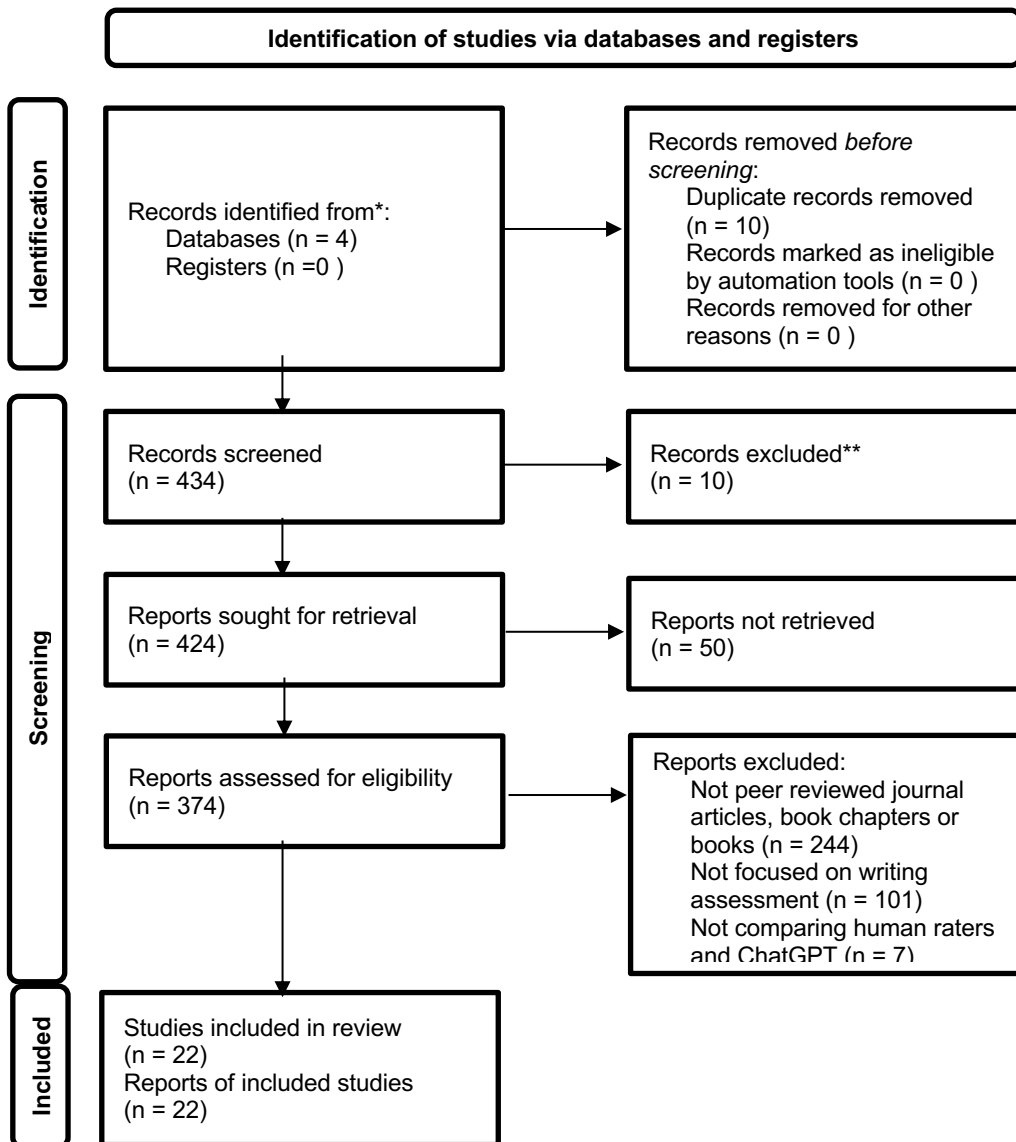 Identification of studies via databases and registers
Identification
Records identified from*:
Databases (n = 4)
Registers (n =0 )
Records removed before
screening:
Duplicate records removed
(n = 10)
Records marked as ineligible
by automation tools (n = 0 )
Records removed for other
reasons (n = 0 )
Screening
Records screened
(n = 434)
Records excluded**
(n = 10)
Reports sought for retrieval
(n = 424)
Reports not retrieved
(n = 50)
Reports assessed for eligibility
(n = 374)
Reports excluded:
Not peer reviewed journal
articles, book chapters or
books (n = 244)
Not focused on writing
assessment (n = 101)
Not comparing human raters
and ChatGPT (n = 7)
Included
Studies included in review
(n = 22)
Reports of included studies
(n = 22)